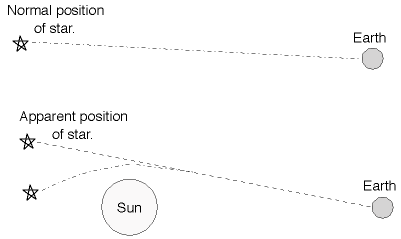 Normal position
of star.
Earth
Apparent position
of star.
Earth
Sun